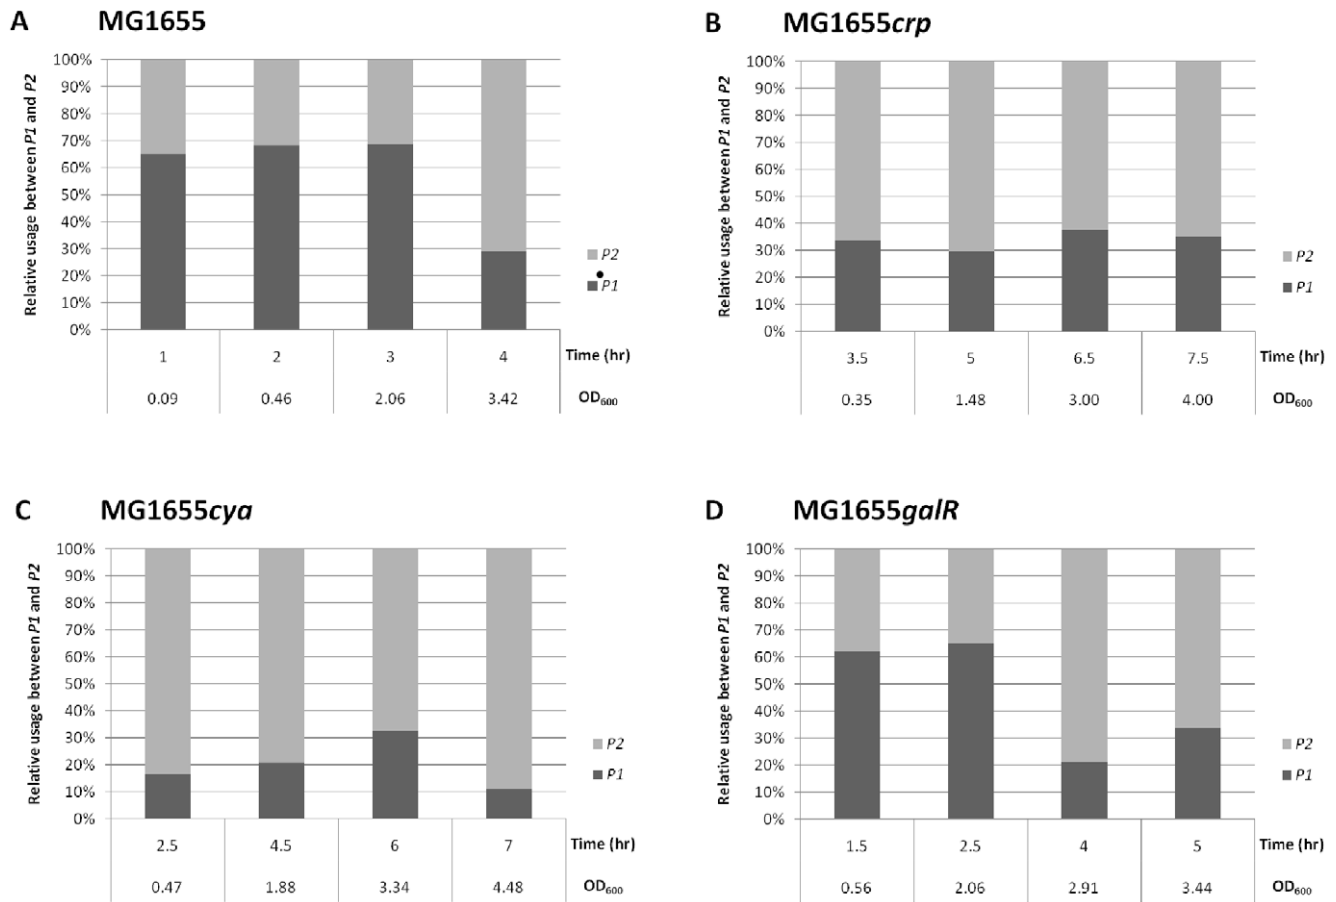 A MG1655
Relative usage between P1 and P2
100%
90%
80%
70%
60%
50%
40%
30%
20%
10%
0%
P2
P1
1 2 3 4 Time (hr)
0.09 0.46 2.06 3.42 OD600
B MG1655crp
Relative usage between P1 and P2
100%
90%
80%
70%
60%
50%
40%
30%
20%
10%
0%
P2
P1
3.5 5 6.5 7.5 Time (hr)
0.35 1.48 3.00 4.00 OD600
C MG1655cya
Relative usage between P1 and P2
100%
90%
80%
70%
60%
50%
40%
30%
20%
10%
0%
P2
P1
2.5 4.5 6 7 Time (hr)
0.47 1.88 3.34 4.48 OD600
D MG1655galR
Relative usage between P1 and P2
100%
90%
80%
70%
60%
50%
40%
30%
20%
10%
0%
P2
P1
1.5 2.5 4 5 Time (hr)
0.56 2.06 2.91 3.44 OD600